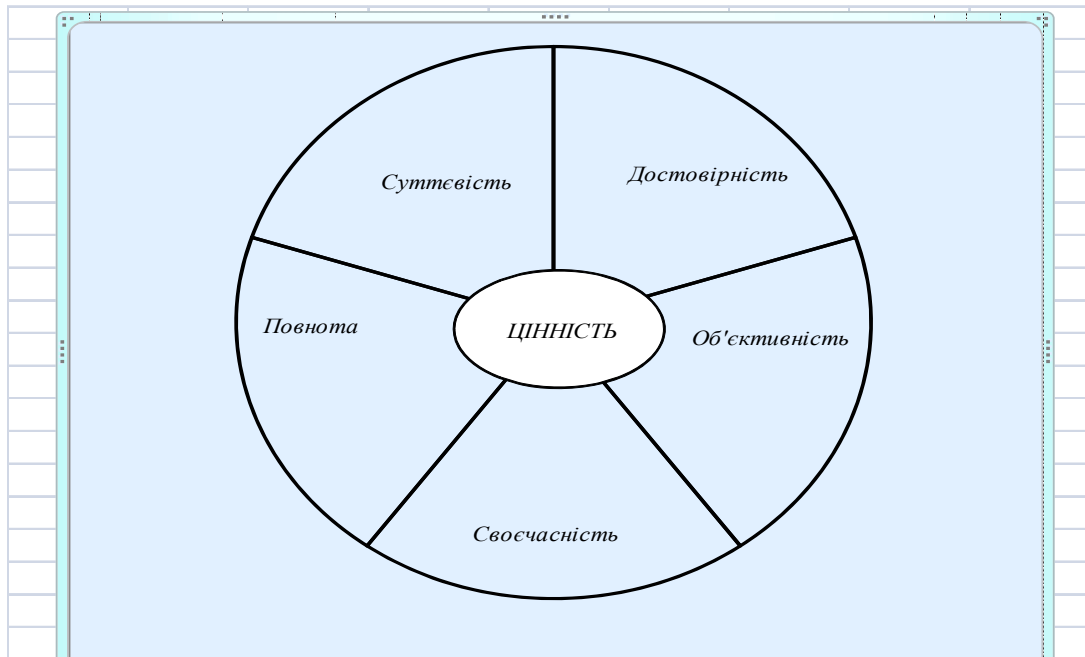 Суттєвість
Достовірність
Повнота
ЦІННІСТЬ
Об'єктивність
Своєчасність